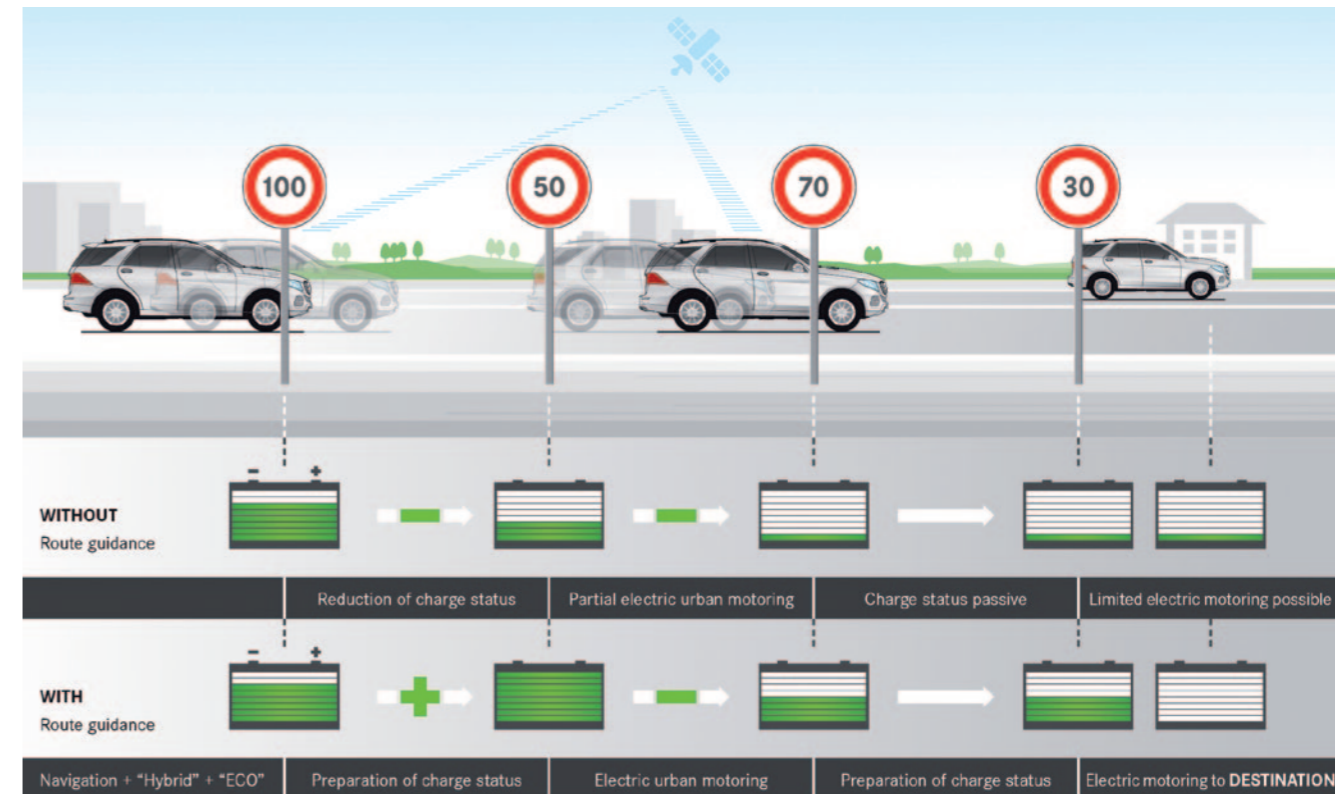 100
50
70
30
- +
WITHOUT
Route guidance
Reduction of charge status
Partial electric urban motoring
Charge status passive
Limited electric motoring possible
- +
WITH
Route guidance
Navigation + “Hybrid” + “ECO”
Preparation of charge status
Electric urban motoring
Preparation of charge status
Electric motoring to DESTINATION